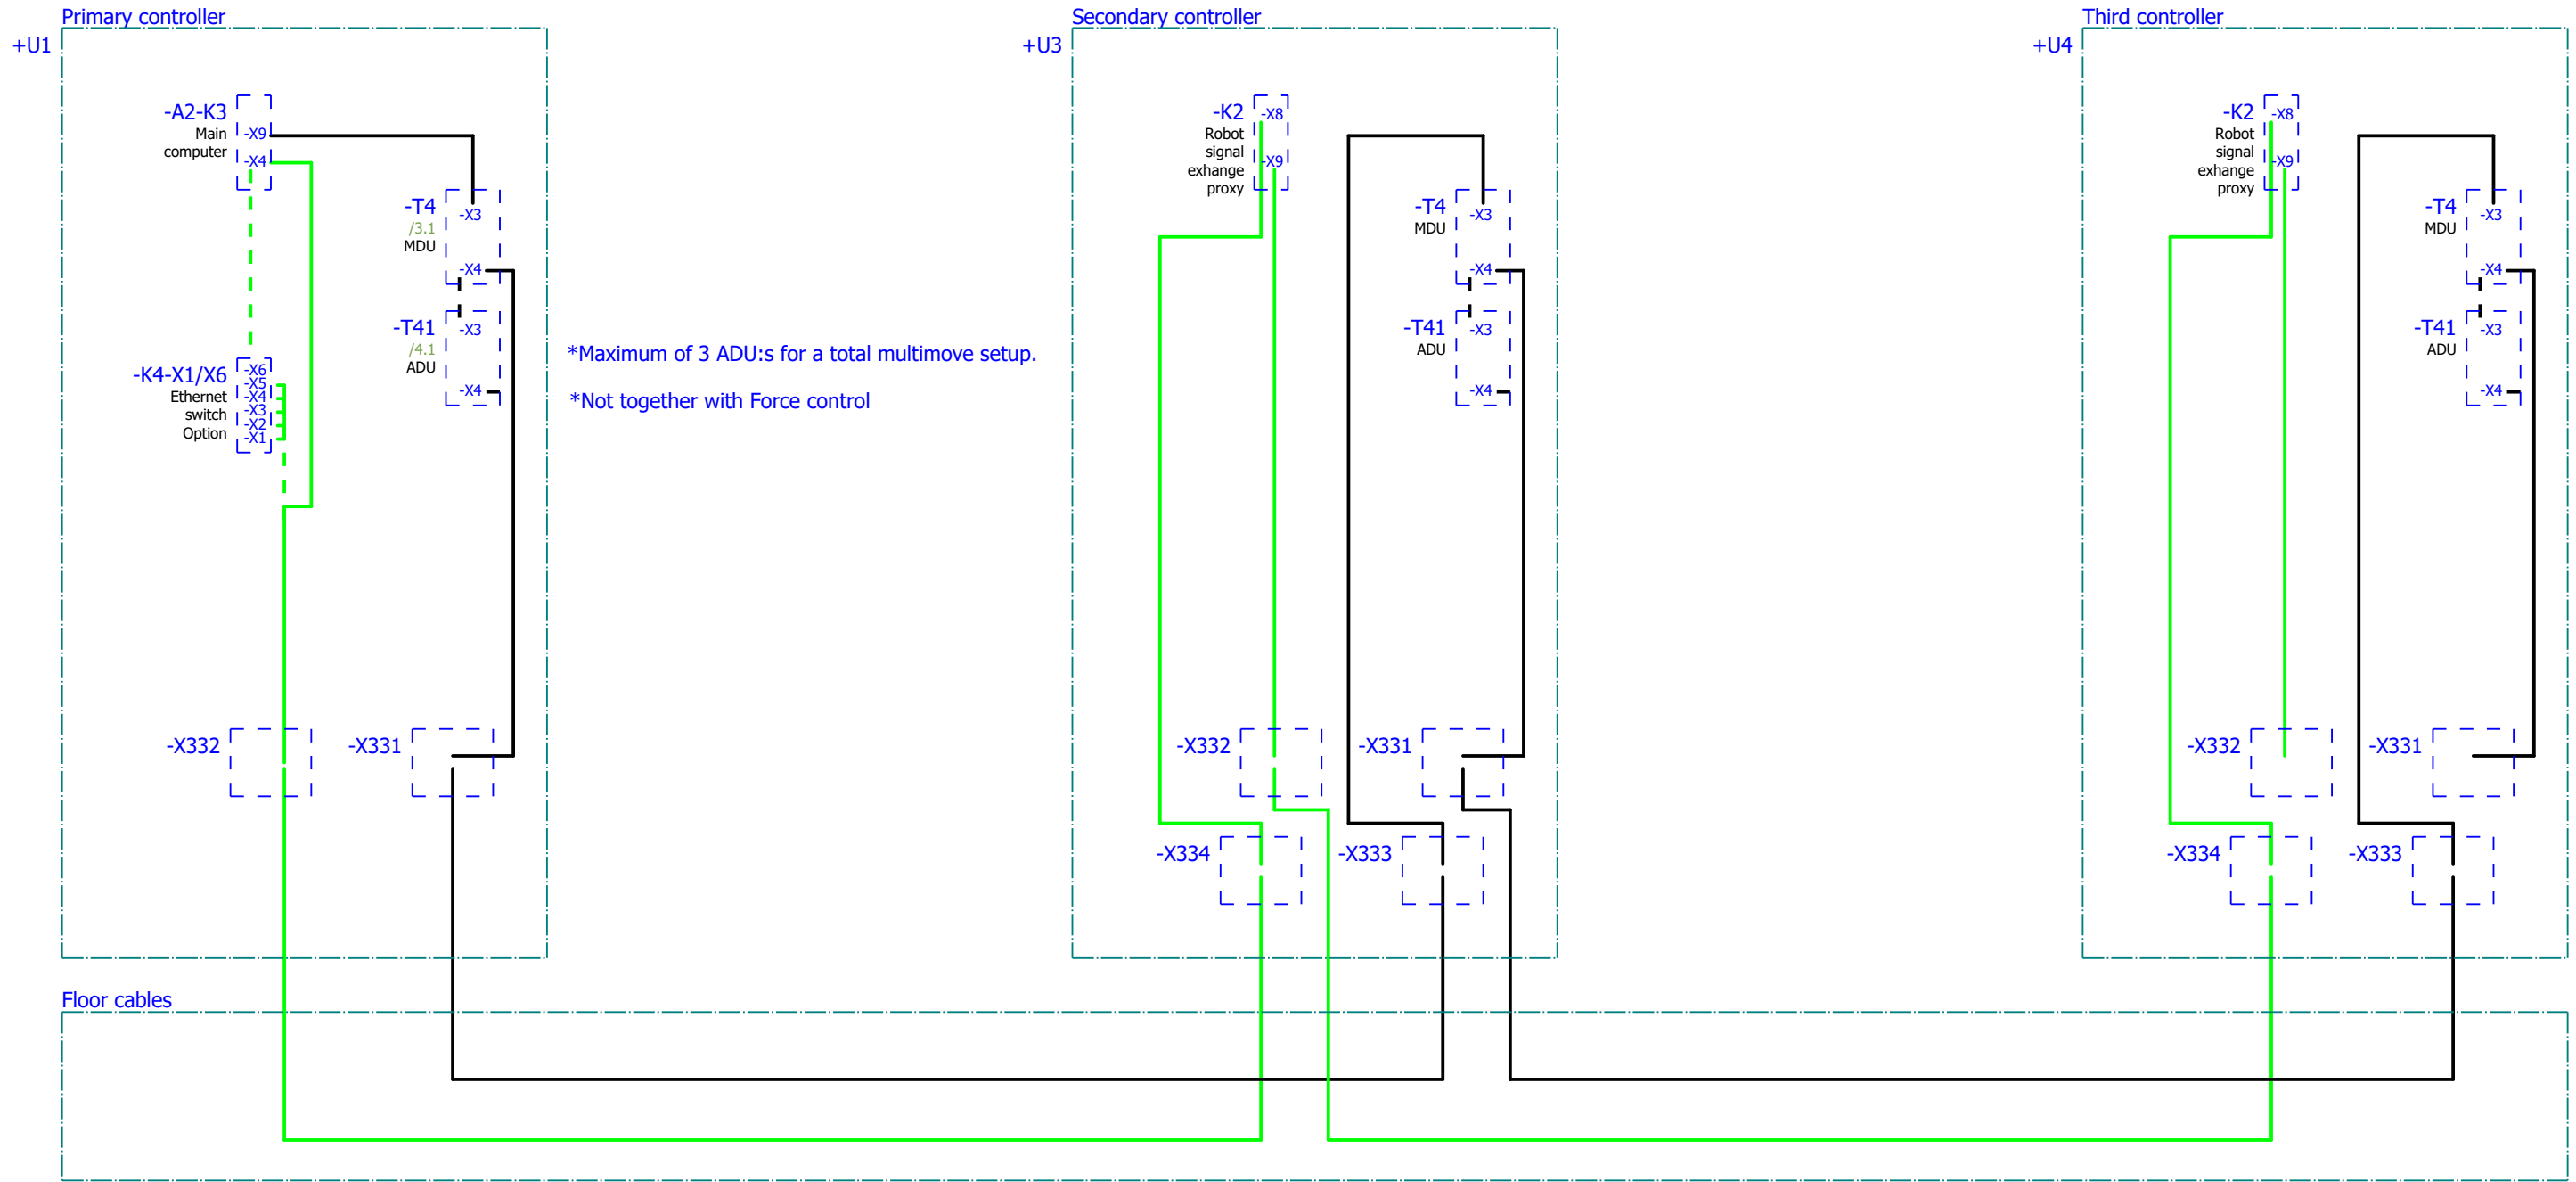 Primary controller
+U1
-A2-K3
Main
computer
-X9
-X4
-T4
/3.1
MDU
-X3
-X4
-T41
/4.1
ADU
-X3
-X4
-K4-X1/X6
Ethernet
switch
Option
-X6
-X5
-X4
-X3
-X2
-X1
-X332
-X331
*Maximum of 3 ADU:s for a total multimove setup.
*Not together with Force control
Secondary controller
+U3
-K2
Robot
signal
exhange
proxy
-X8
-X9
-T4
MDU
-X3
-X4
-T41
ADU
-X3
-X4
-X332
-X331
-X334
-X333
Third controller
+U4
-K2
Robot
signal
exhange
proxy
-X8
-X9
-T4
MDU
-X3
-X4
-T41
ADU
-X3
-X4
-X332
-X331
-X334
-X333
Floor cables